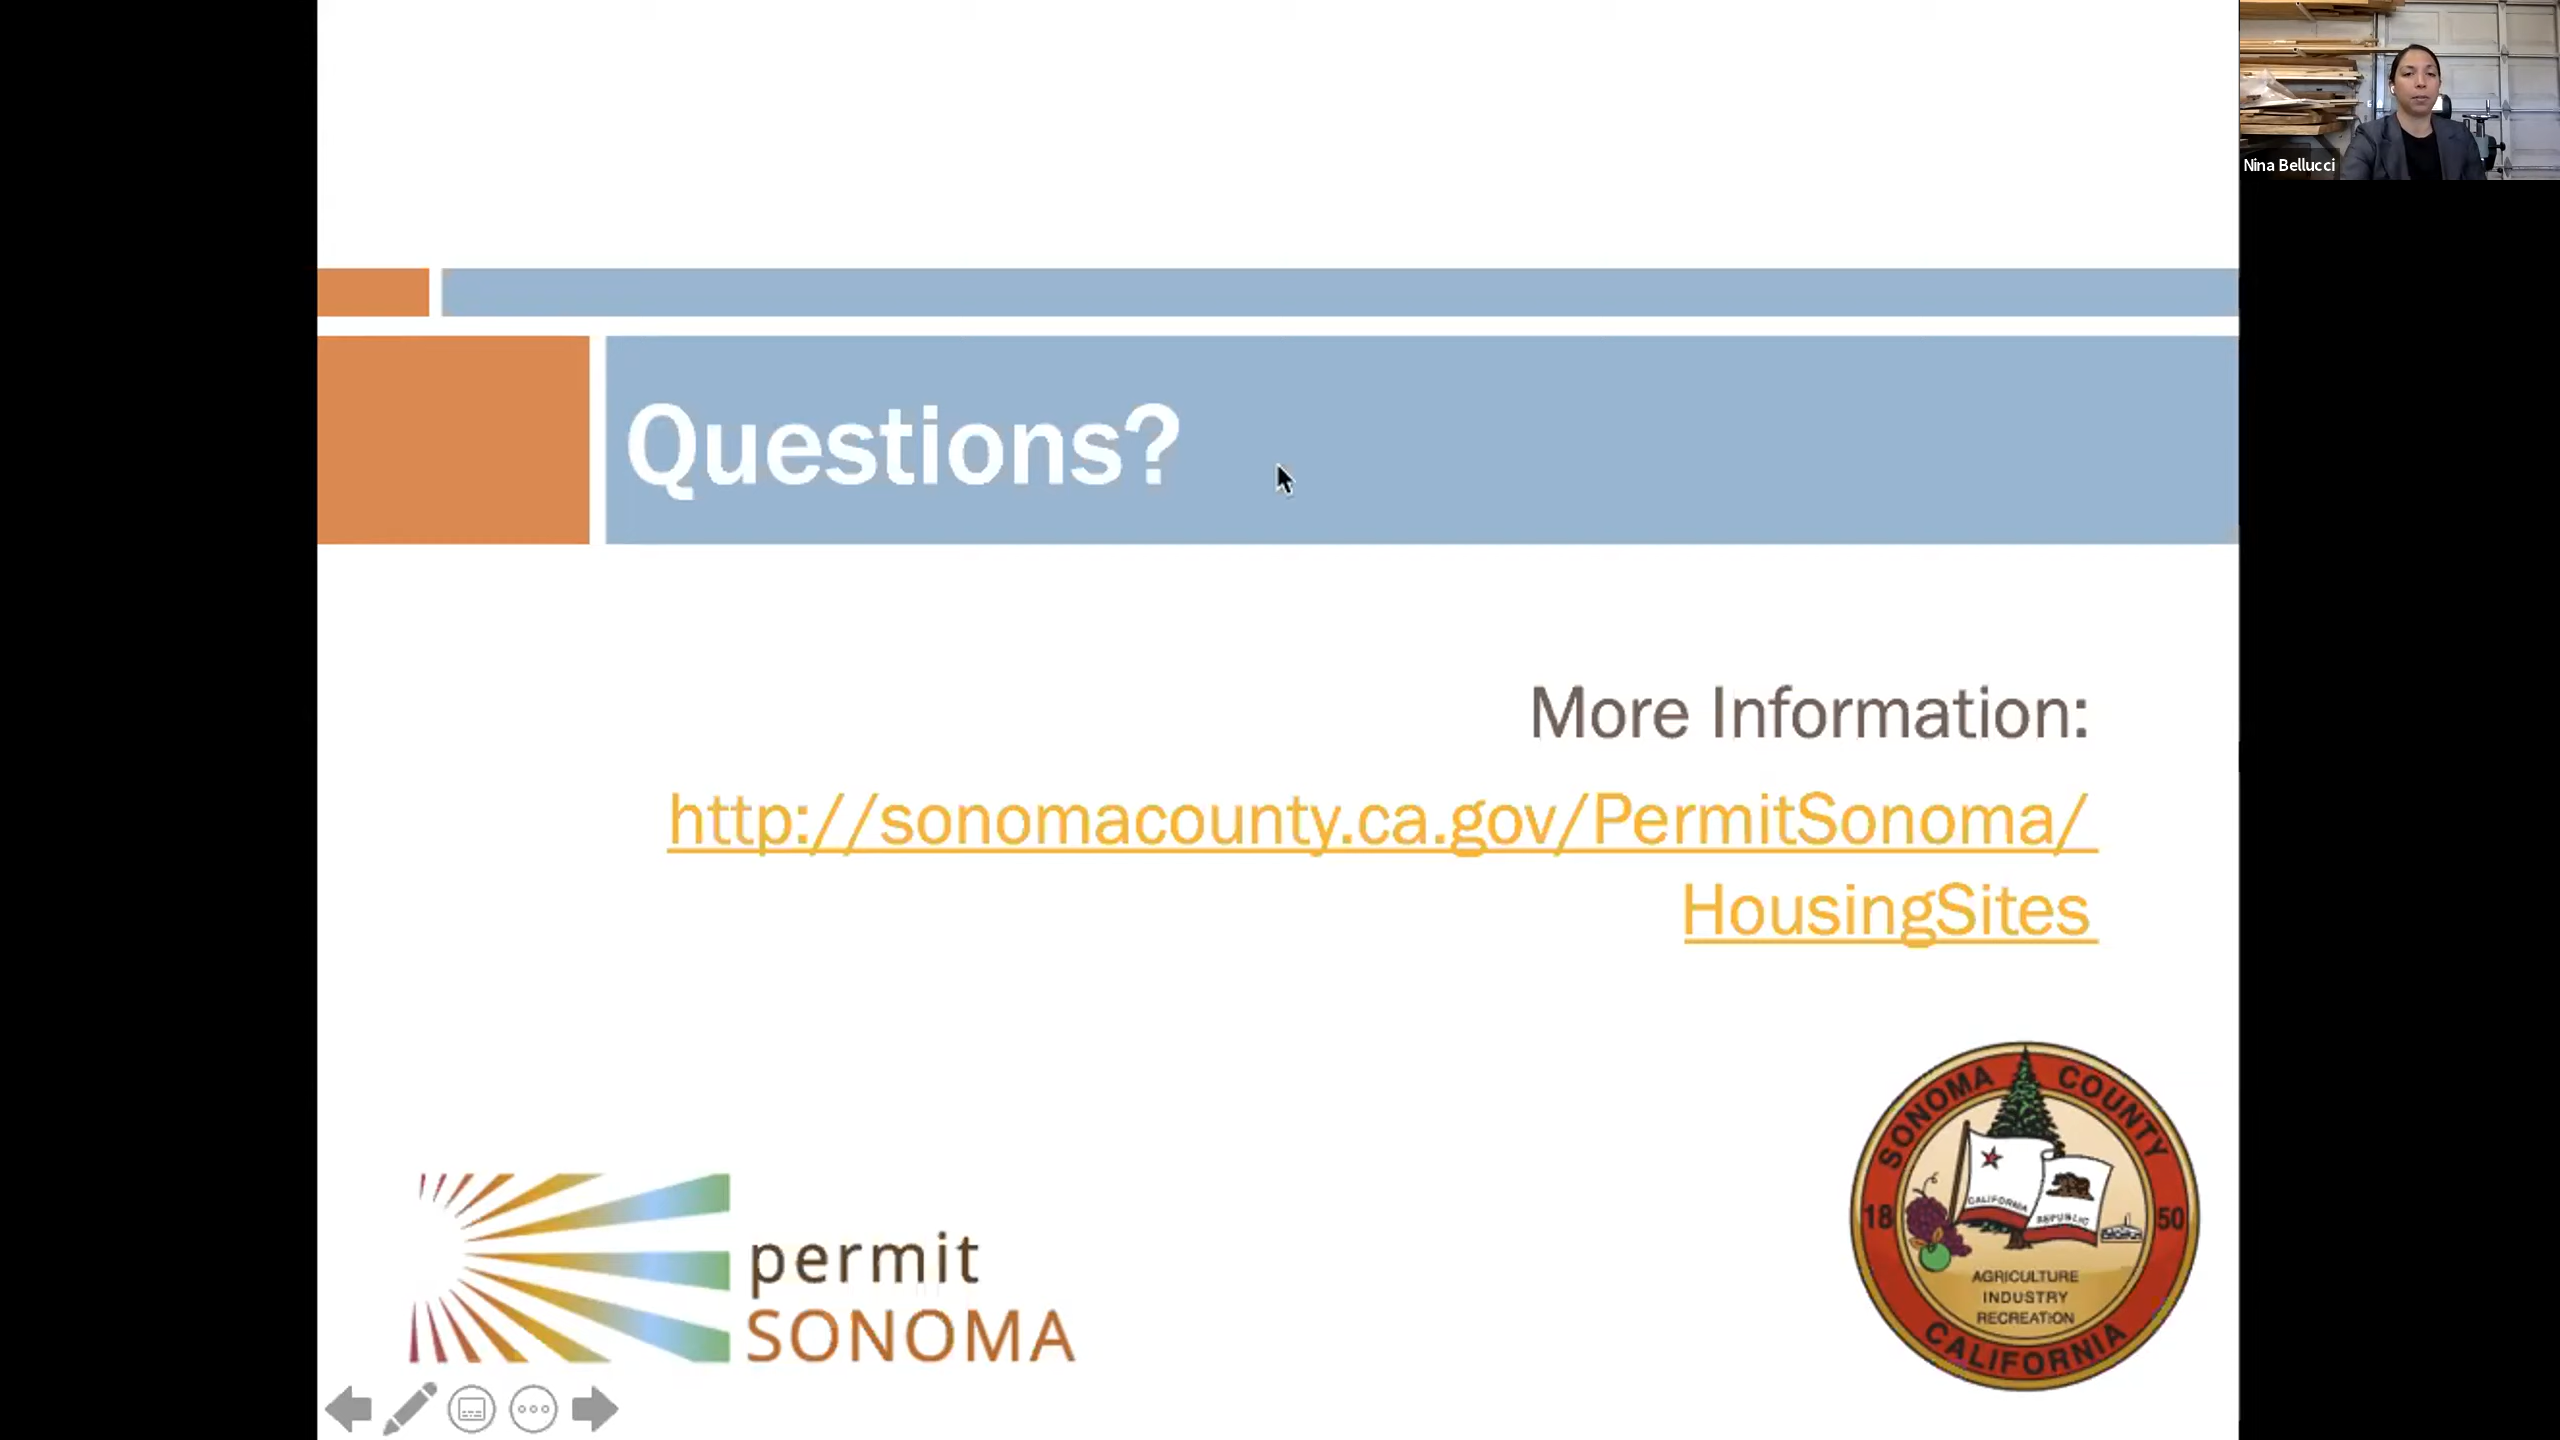 Nina Bellucci
Questions?
More Information:
http://sonomacounty.ca.gov/PermitSonoma/
HousingSites
permit
SONOMA
SONOMA COUNTY
18 50
CALIFORNIA
REPUBLIC
AGRICULTURE
INDUSTRY
RECREATION
CALIFORNIA